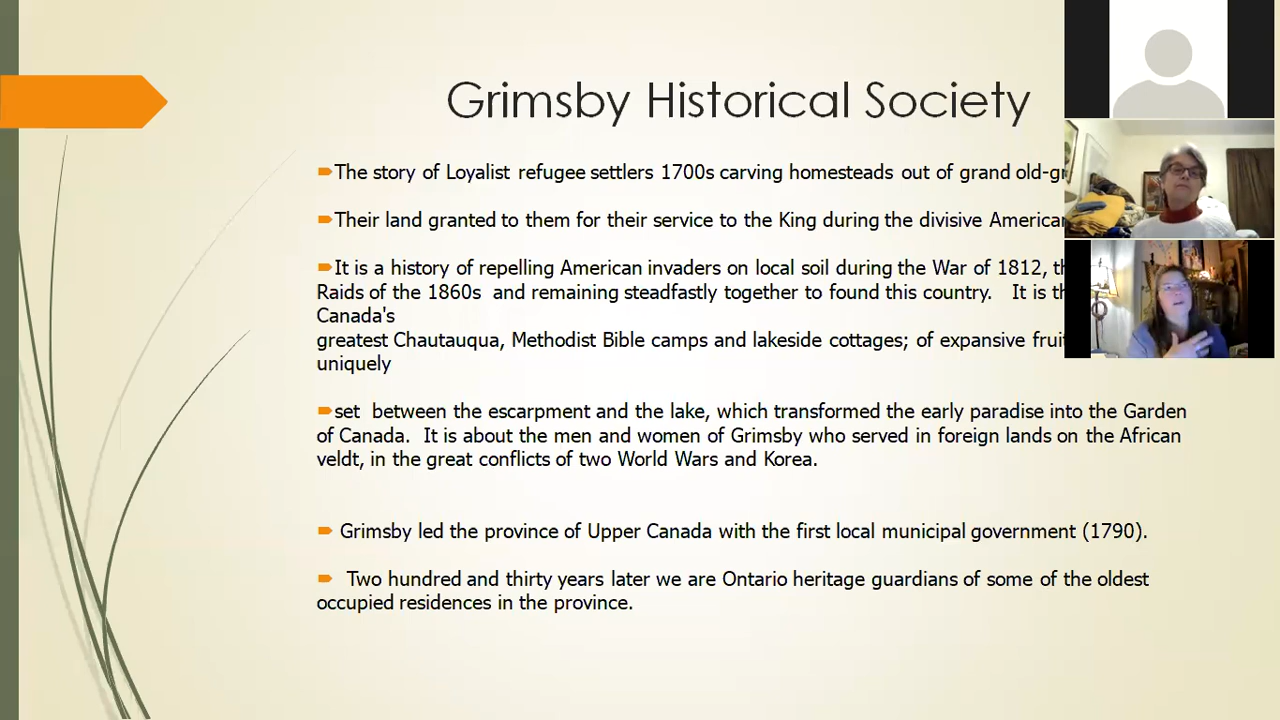 Grimsby Historical Society
The story of Loyalist refugee settlers 1700s carving homesteads out of grand
Their land granted to them for their service to the King during the divisive American
It is a history of repelling American invaders on local soil during the War of 1812,
Raids of the 1860s and remaining steadfastly together to found this country. It is
Canada's
greatest Chautauqua, Methodist Bible camps and lakeside cottages; of expansive
uniquely
set between the escarpment and the lake, which transformed the early paradise into the Garden
of Canada. It is about the men and women of Grimsby who served in foreign lands on the African
veldt, in the great conflicts of two World Wars and Korea.
Grimsby led the province of Upper Canada with the first local municipal government (1790).
Two hundred and thirty years later we are Ontario heritage guardians of some of the oldest
occupied residences in the province.